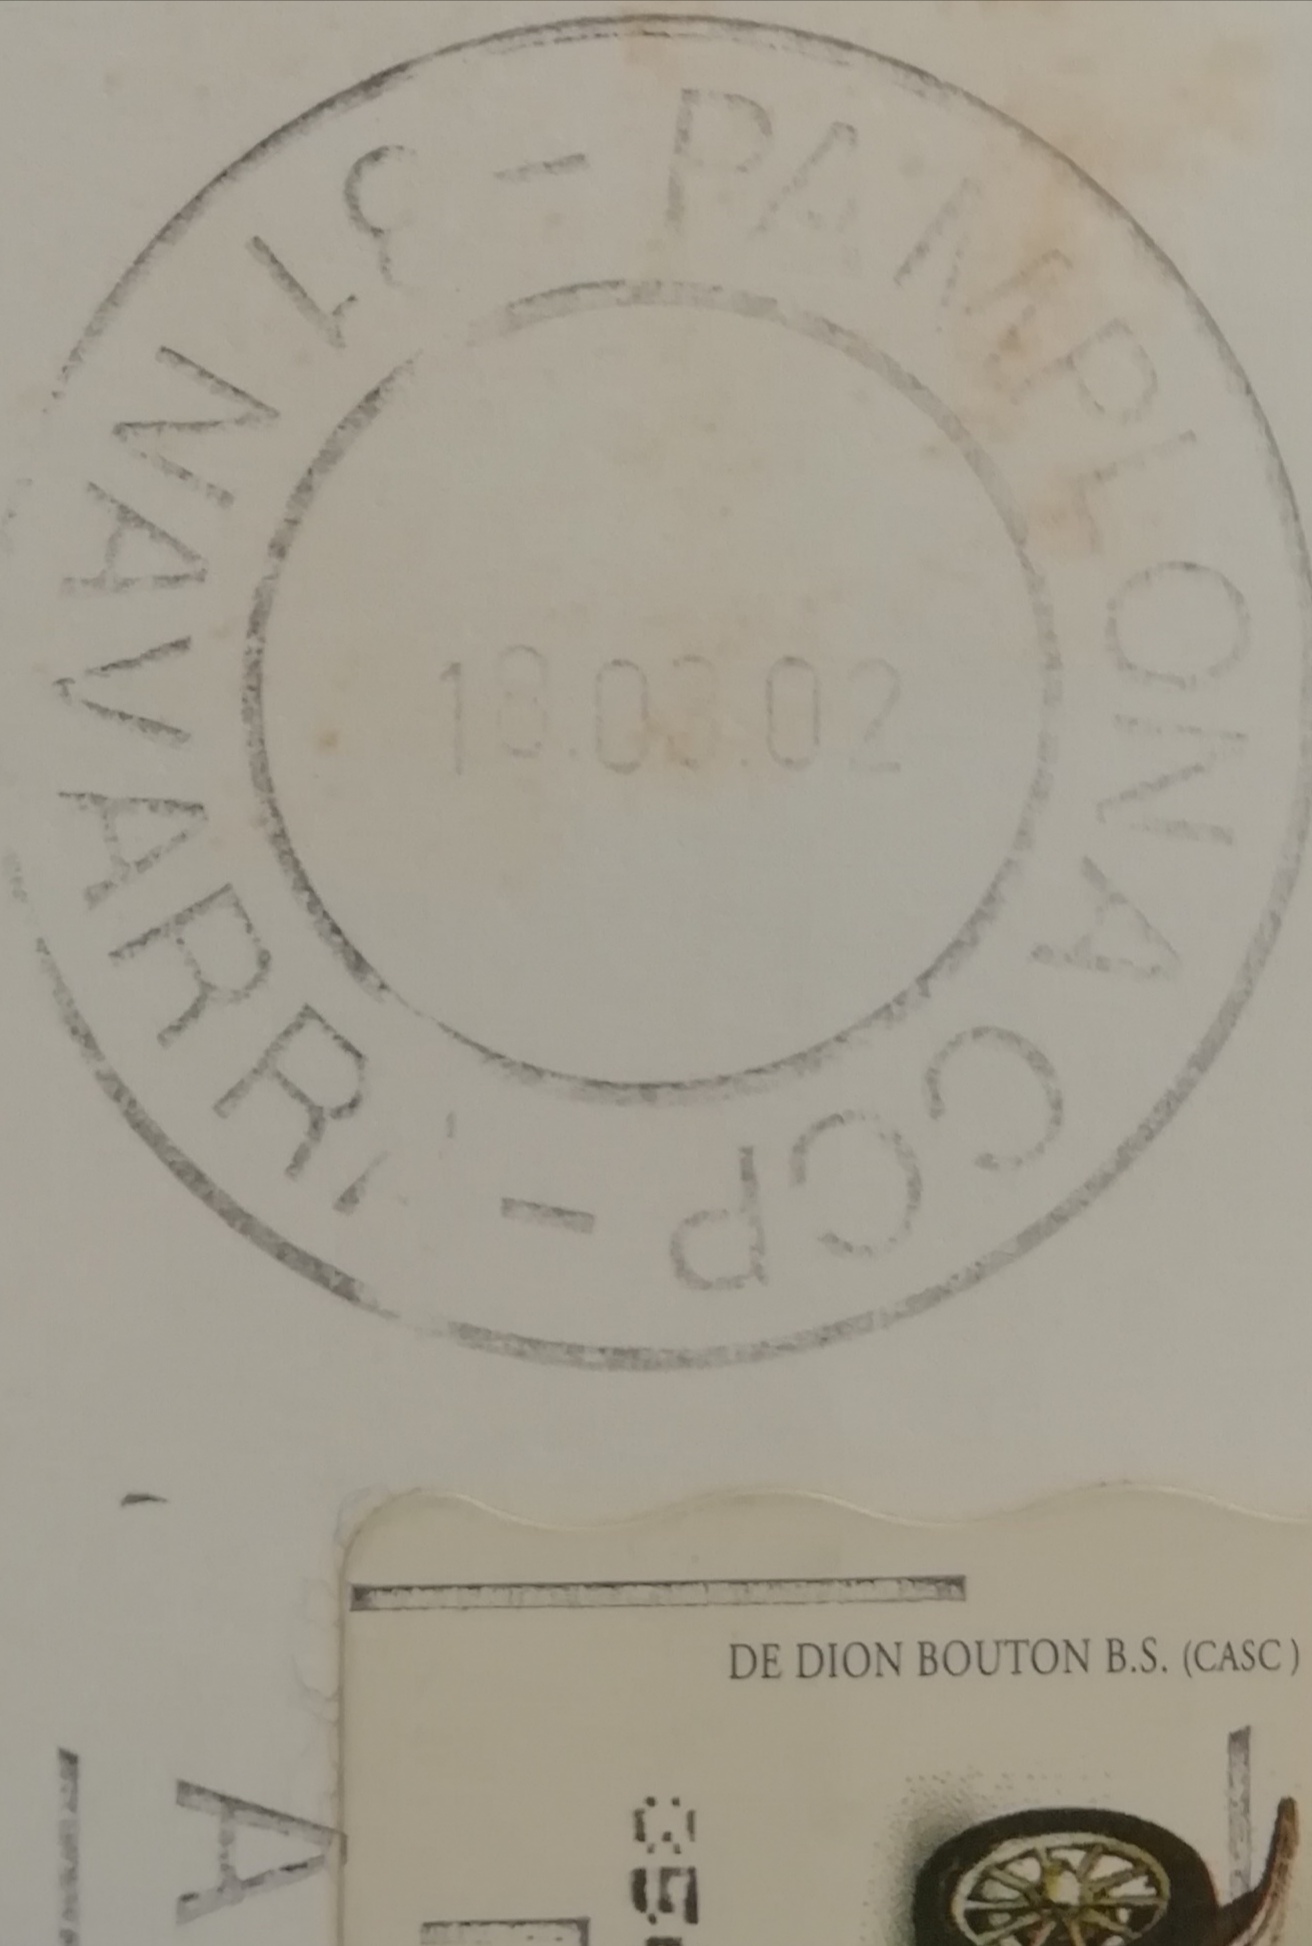 PAMPLONA CCP -
31 - NAVARRA
18.03.02
DE DION BOUTON B.S. (CASC)
A